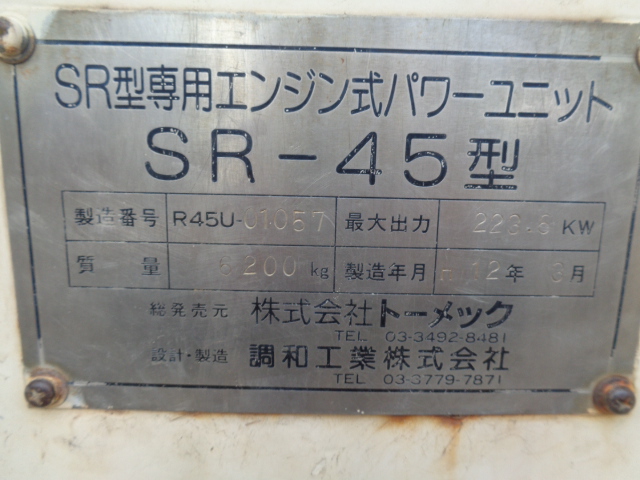 SR型専用エンジン式パワーユニット
SR-45型
製造番号 R45U-01057 最大出力 223.6 KW
質量 6200 kg 製造年月 12年 3月
総発売元 株式会社トーメック
TEL 03-3492-8481
設計・製造 調和工業株式会社
TEL 03-3779-7871